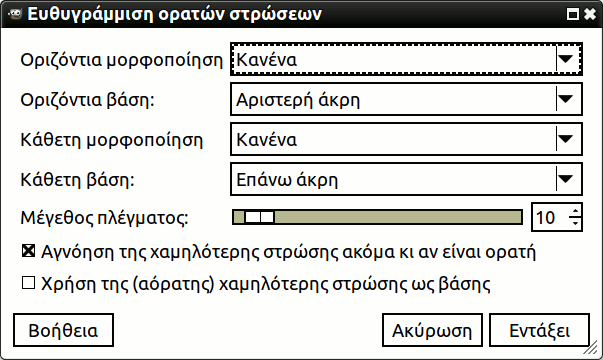 Ευθυγράμμιση ορατών στρώσεων
Οριζόντια μορφοποίηση Κανένα
Οριζόντια βάση: Αριστερή άκρη
Κάθετη μορφοποίηση Κανένα
Κάθετη βάση: Επάνω άκρη
Μέγεθος πλέγματος: 10
Αγνόηση της χαμηλότερης στρώσης ακόμα κι αν είναι ορατή
Χρήση της (αόρατης) χαμηλότερης στρώσης ως βάσης
Βοήθεια Ακύρωση Εντάξει